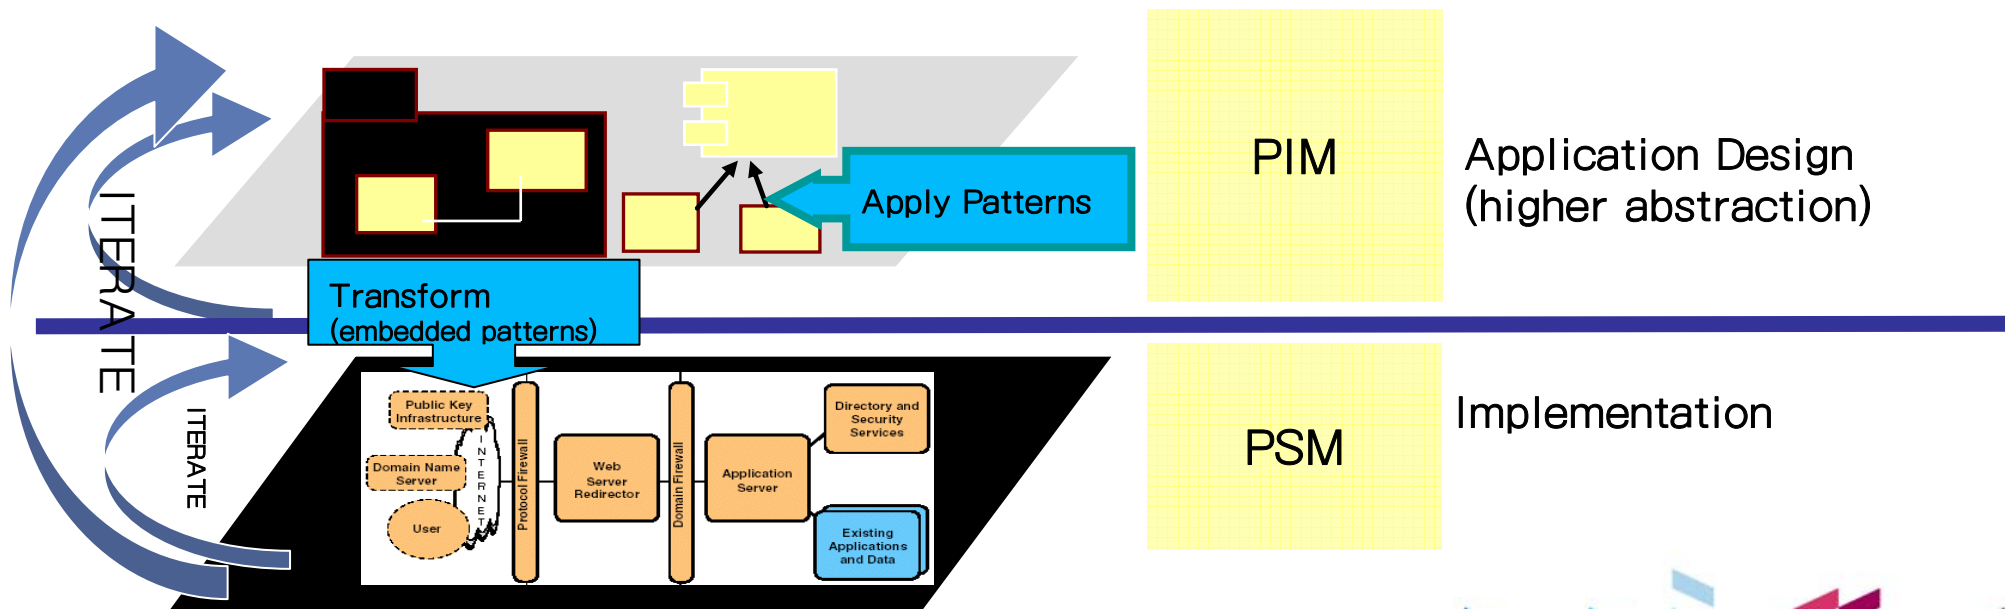 ITERATE
Apply Patterns
PIM
Application Design
(higher abstraction)
Transform
(embedded patterns)
ITERATE
Public Key
Infrastructure
Domain Name
Server
User
INTERNET
Protocol Firewall
Web
Server
Redirector
Domain Firewall
Application
Server
Directory and
Security
Services
Existing
Applications
and Data
PSM
Implementation